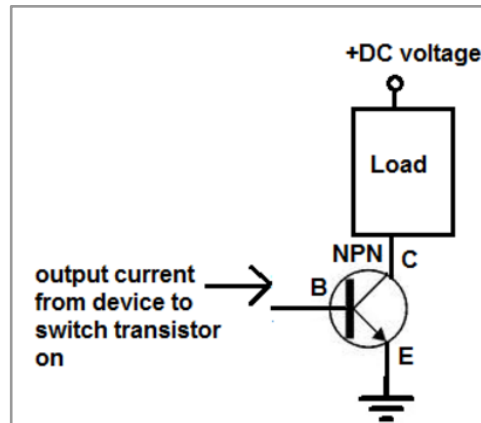 +DC voltage
Load
NPN
C
B
output current
from device to
switch transistor
on
E